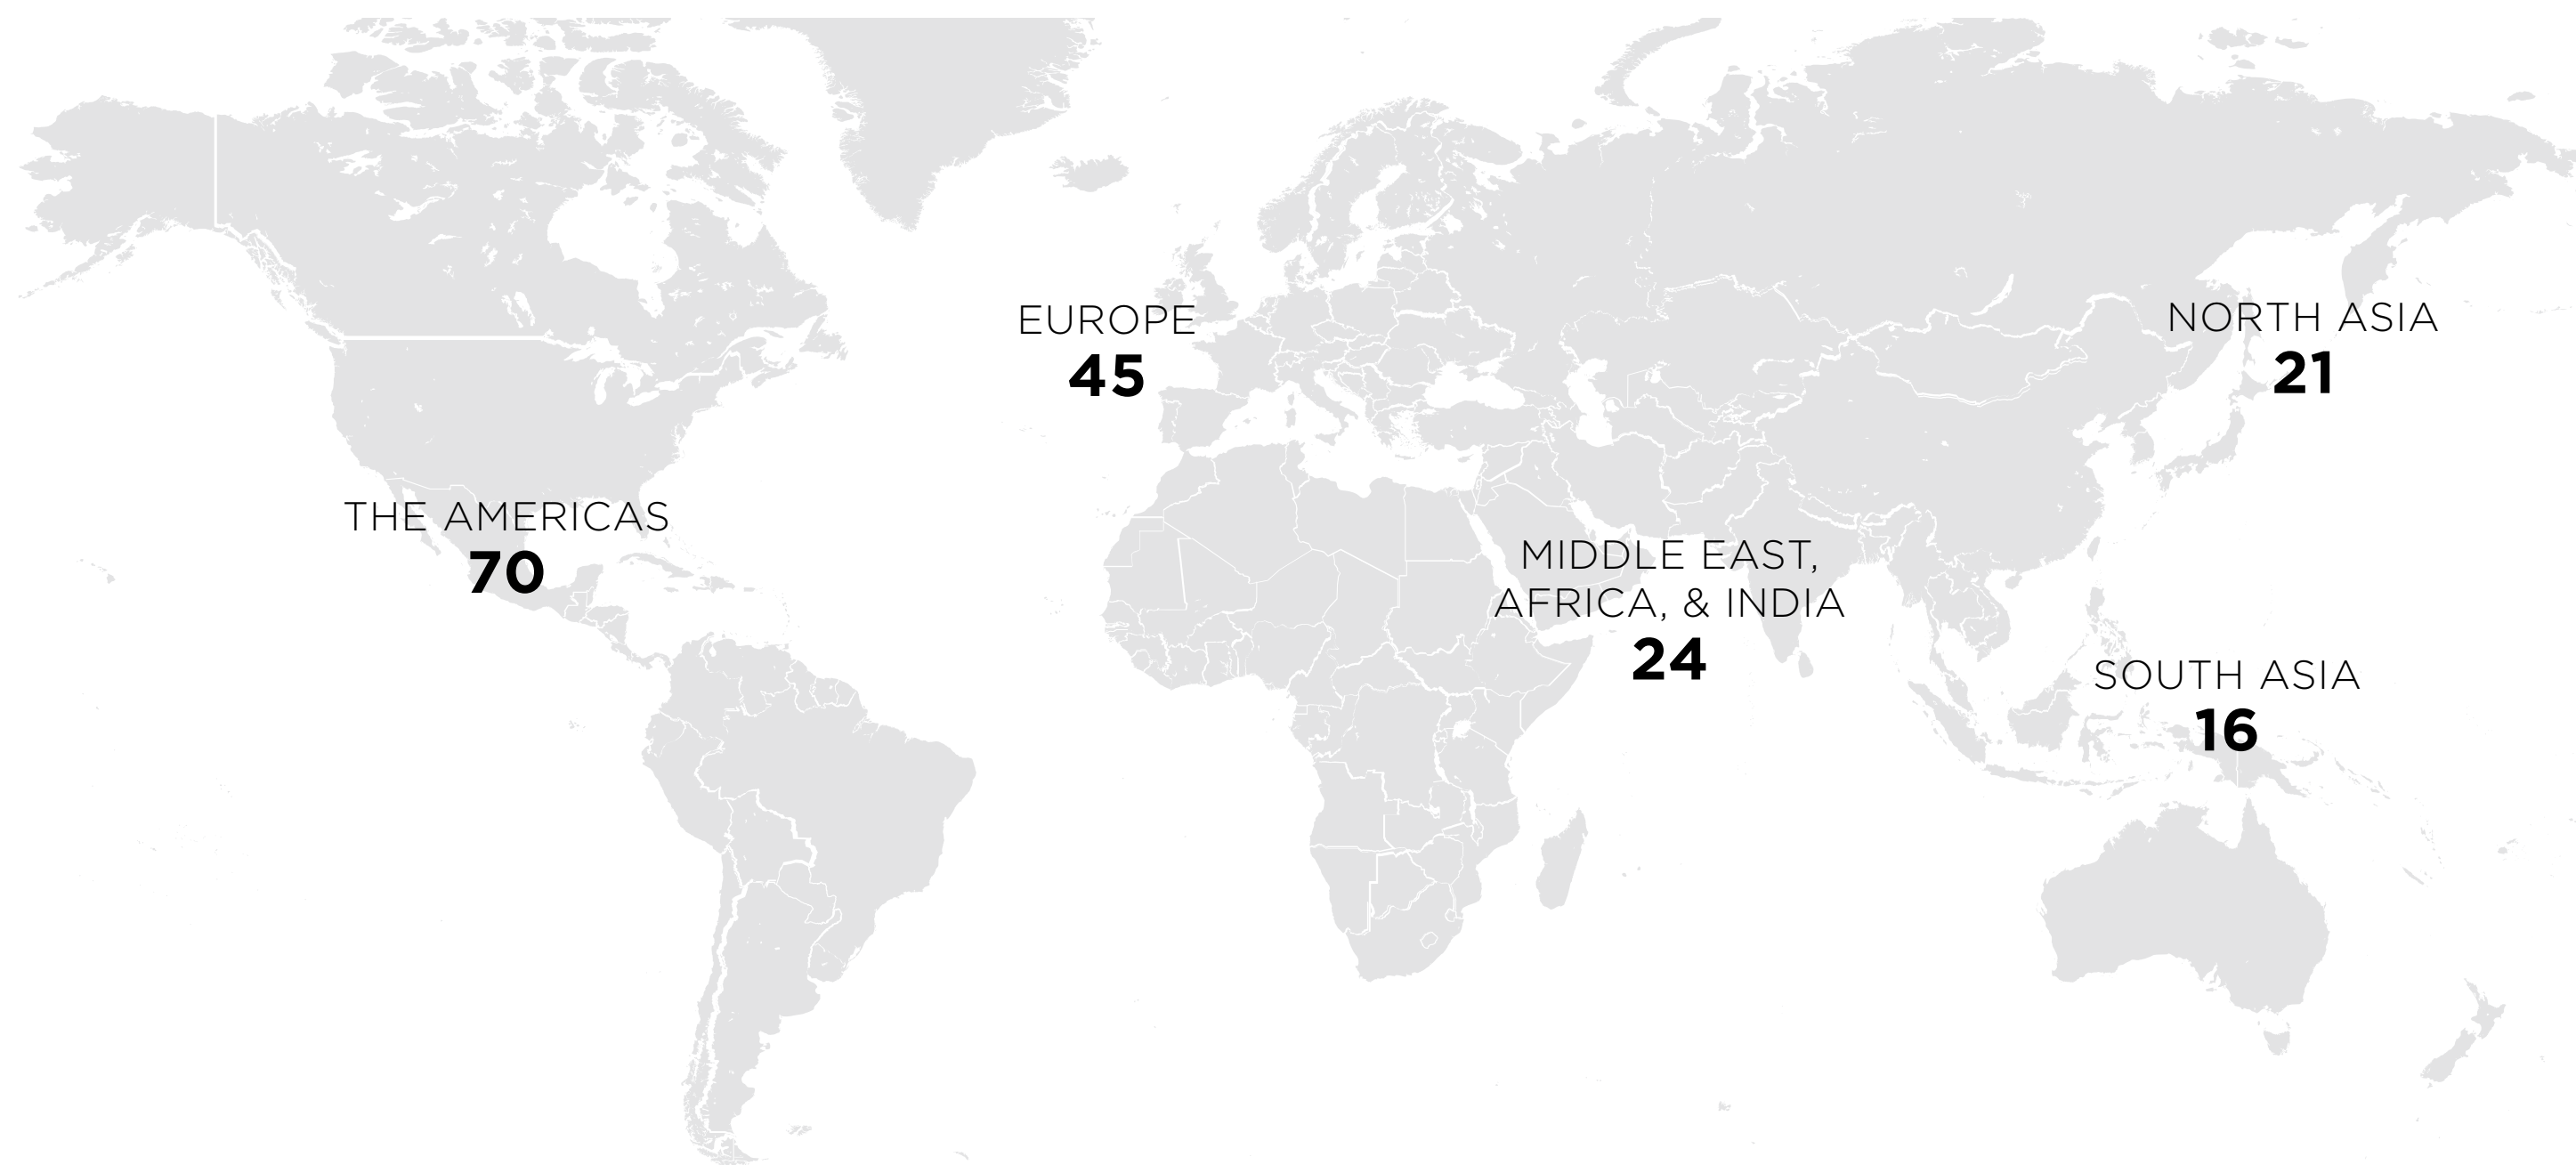 EUROPE
45
NORTH ASIA
21
THE AMERICAS
70
MIDDLE EAST,
AFRICA, & INDIA
24
SOUTH ASIA
16